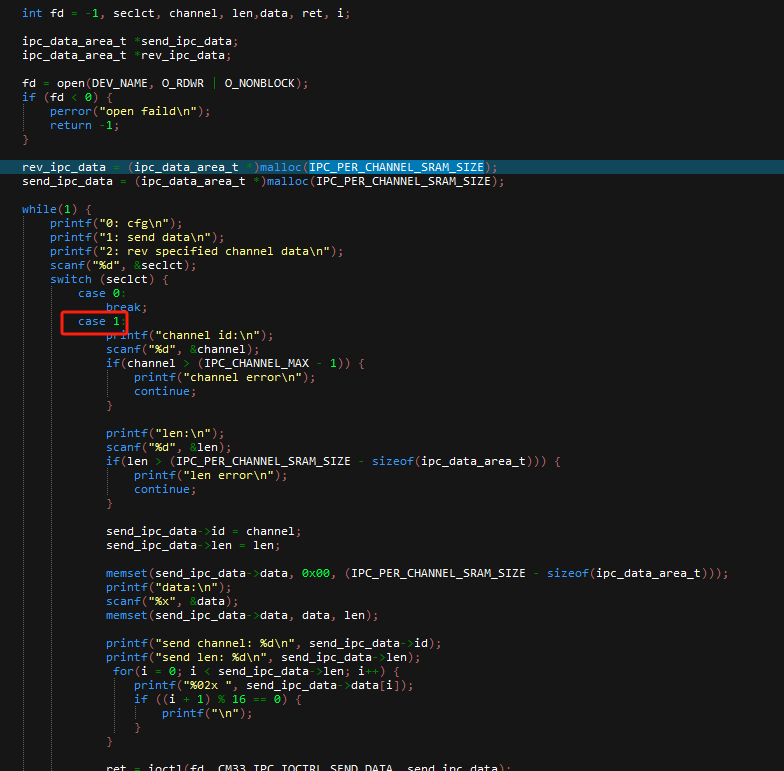 int fd = -1, seclct, channel, len,data, ret, i;
ipc_data_area_t *send_ipc_data;
ipc_data_area_t *rev_ipc_data;
fd = open(DEV_NAME, O_RDWR | O_NONBLOCK);
if (fd < 0) {
perror("open faild\n");
return -1;
}
rev_ipc_data = (ipc_data_area_t *)malloc(IPC_PER_CHANNEL_SRAM_SIZE);
send_ipc_data = (ipc_data_area_t *)malloc(IPC_PER_CHANNEL_SRAM_SIZE);
while(1) {
printf("0: cfg\n");
printf("1: send data\n");
printf("2: rev specified channel data\n");
scanf("%d", &seclct);
switch (seclct) {
case 0:
break;
case 1:
printf("channel id:\n");
scanf("%d", &channel);
if(channel > (IPC_CHANNEL_MAX - 1)) {
printf("channel error\n");
continue;
}
printf("len:\n");
scanf("%d", &len);
if(len > (IPC_PER_CHANNEL_SRAM_SIZE - sizeof(ipc_data_area_t))) {
printf("len error\n");
continue;
}
send_ipc_data->id = channel;
send_ipc_data->len = len;
memset(send_ipc_data->data, 0x00, (IPC_PER_CHANNEL_SRAM_SIZE - sizeof(ipc_data_area_t)));
printf("data:\n");
scanf("%x", &data);
memset(send_ipc_data->data, data, len);
printf("send channel: %d\n", send_ipc_data->id);
printf("send len: %d\n", send_ipc_data->len);
for(i = 0; i < send_ipc_data->len; i++) {
printf("%02x ", send_ipc_data->data[i]);
if ((i + 1) % 16 == 0) {
printf("\n");
}
}
ret = ioctl(fd, CM33_IPC_IOCTRL_SEND_DATA, send_ipc_data);